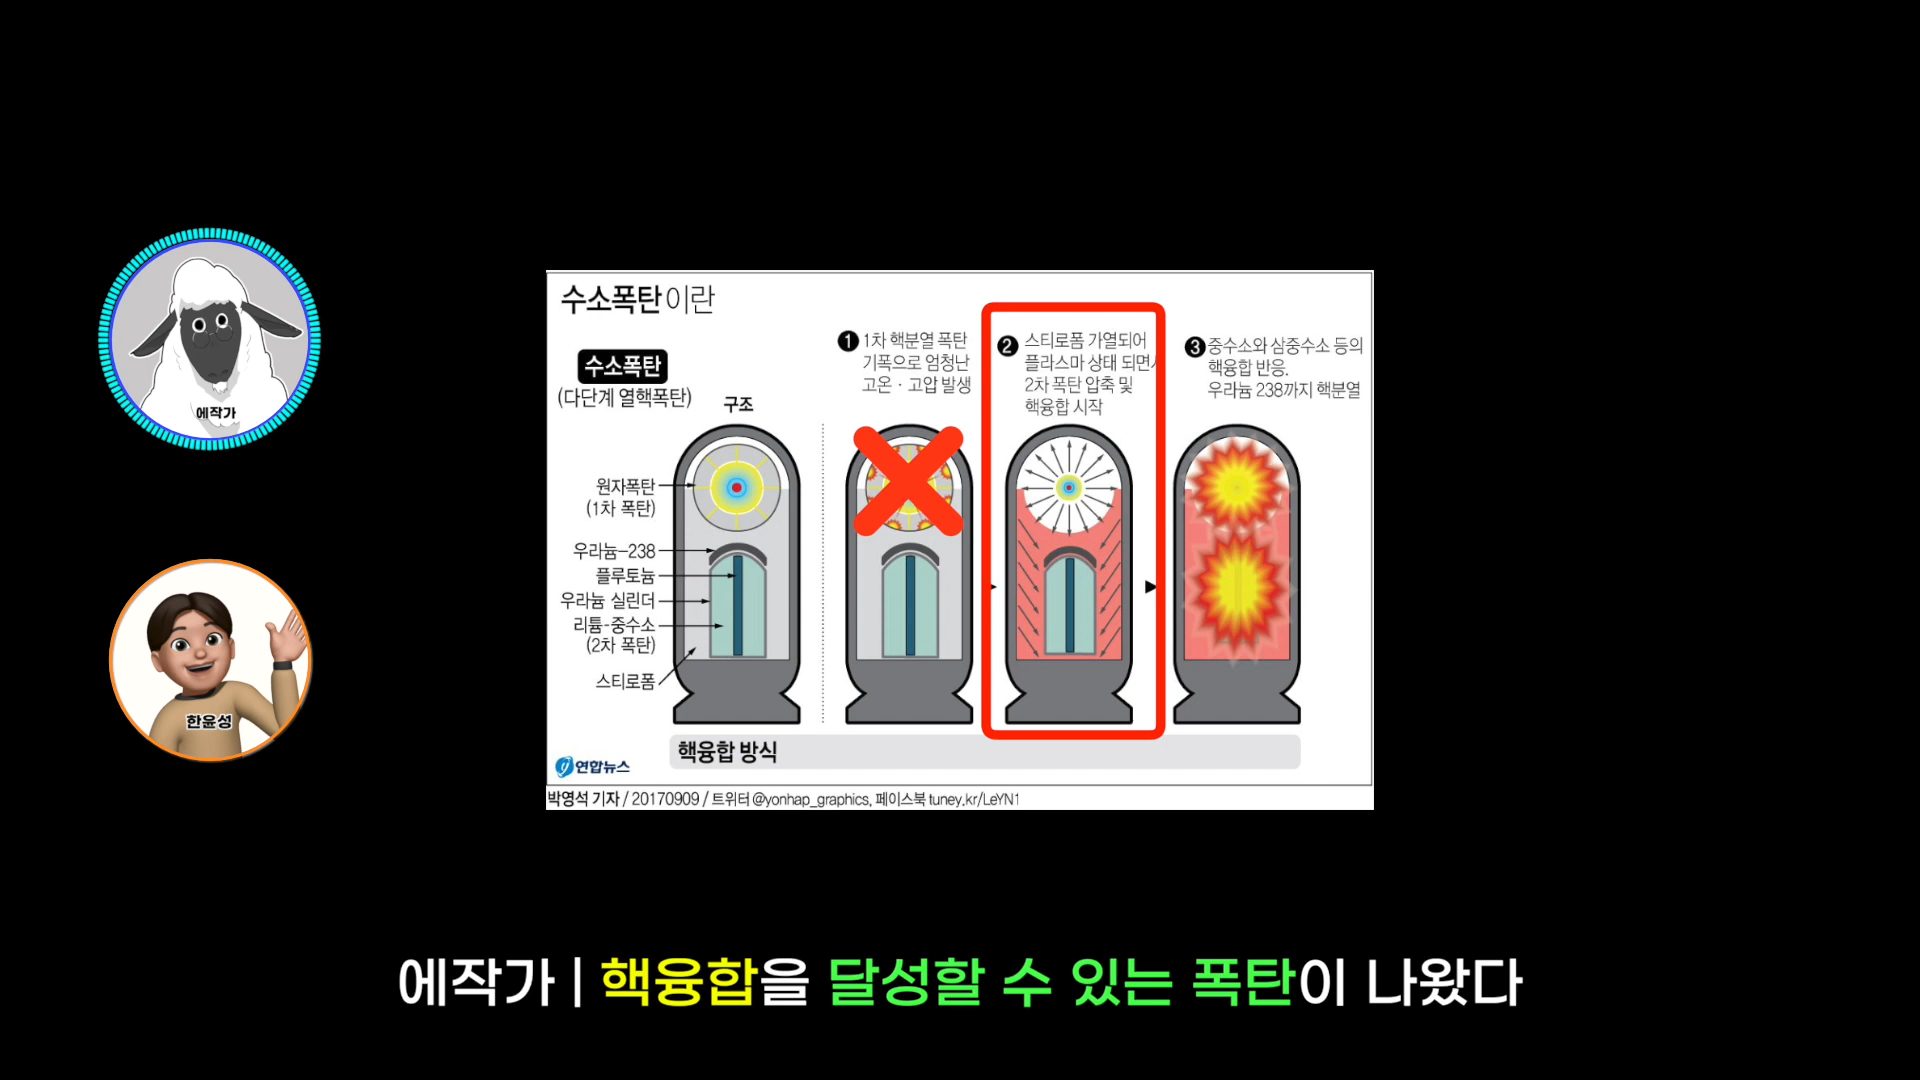 수소폭탄이란
수소폭탄
(다단계 열핵폭탄)
구조
원자폭탄
(1차 폭탄)
우라늄-238
플루토늄
우라늄 실린더
리튬-중수소
(2차 폭탄)
스티로폼
❶ 1차 핵분열 폭탄
기폭으로 엄청난
고온·고압 발생
❷ 스티로폼 가열되어
플라스마 상태 되면서
2차 폭탄 압축 및
핵융합 시작
❸ 중수소와 삼중수소 등의
핵융합 반응.
우라늄 238까지 핵분열
핵융합 방식
연합뉴스
박영석 기자 / 20170909 / 트위터 @yonhap_graphics, 페이스북 tuney.kr/LeYN1
에작가
한윤성
에작가 | 핵융합을 달성할 수 있는 폭탄이 나왔다